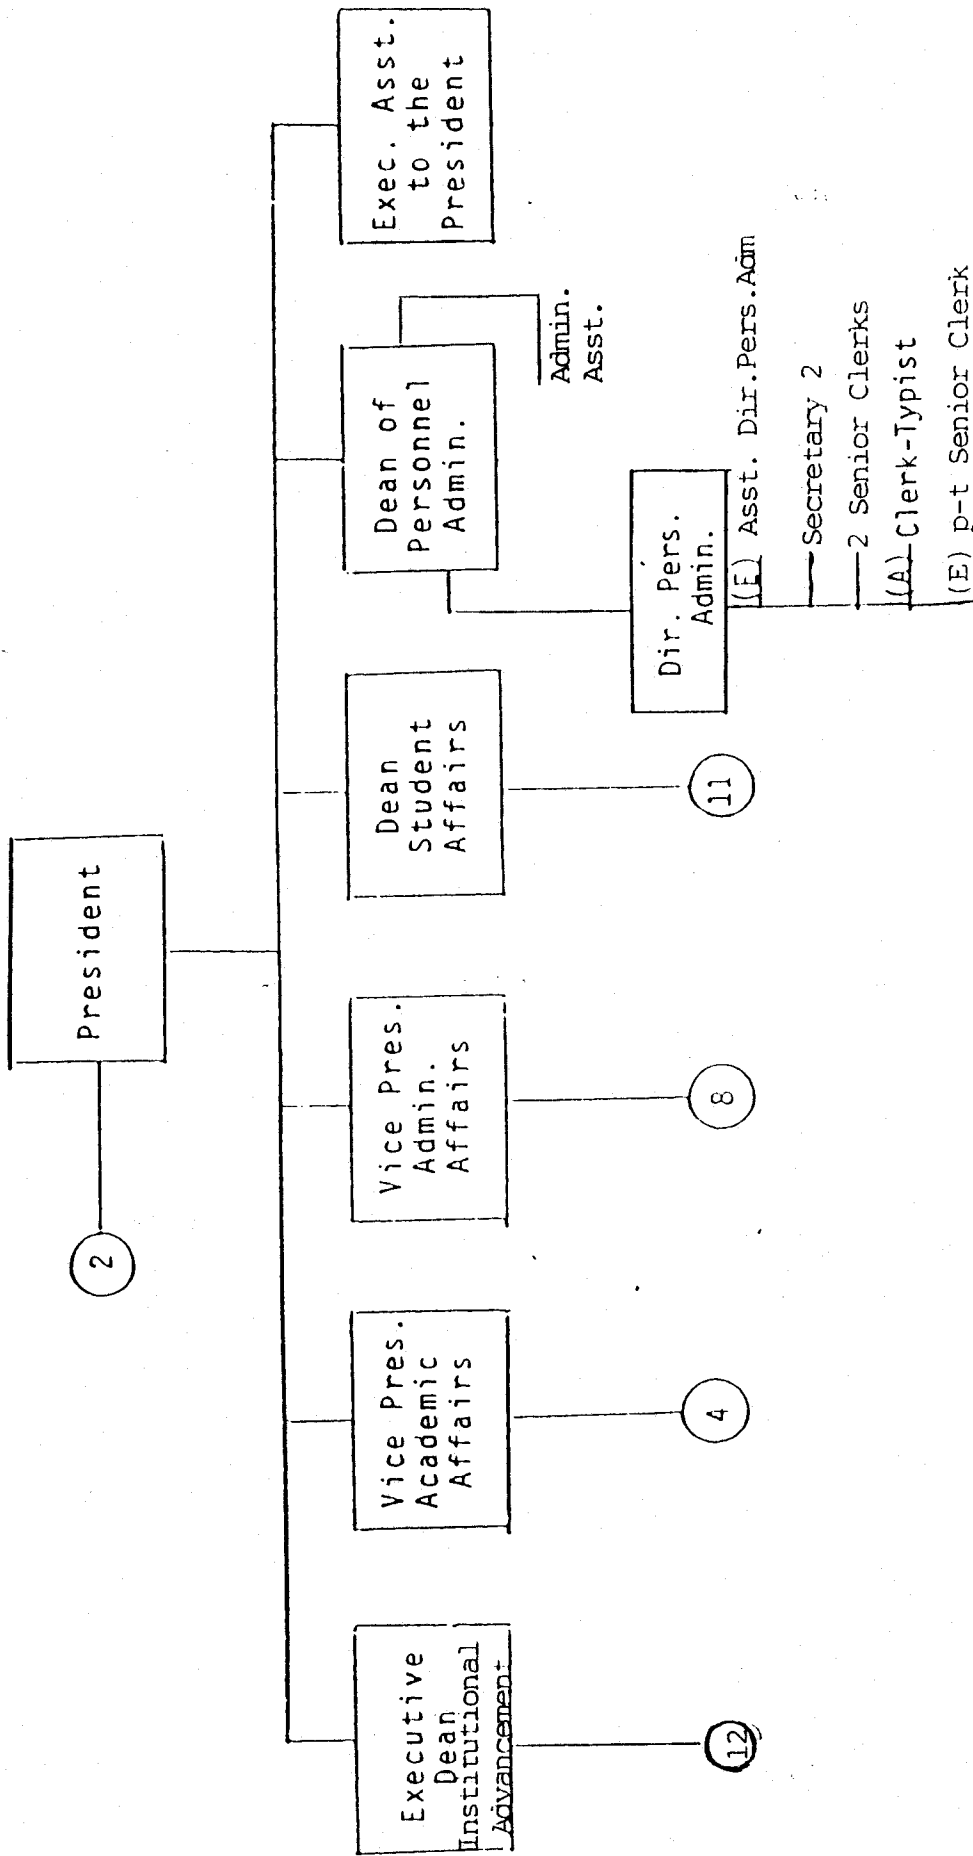 President
2
Executive
Dean
Institutional
Advancement
Vice Pres.
Academic
Affairs
Vice Pres.
Admin.
Affairs
Dean
Student
Affairs
Dean of
Personnel
Admin.
Exec. Asst.
to the
President
Admin.
Asst.
Dir. Pers.
Admin.
(E) Asst. Dir.Pers.Adm
Secretary 2
2 Senior Clerks
(A) Clerk-Typist
(E) p-t Senior Clerk
12
4
8
11